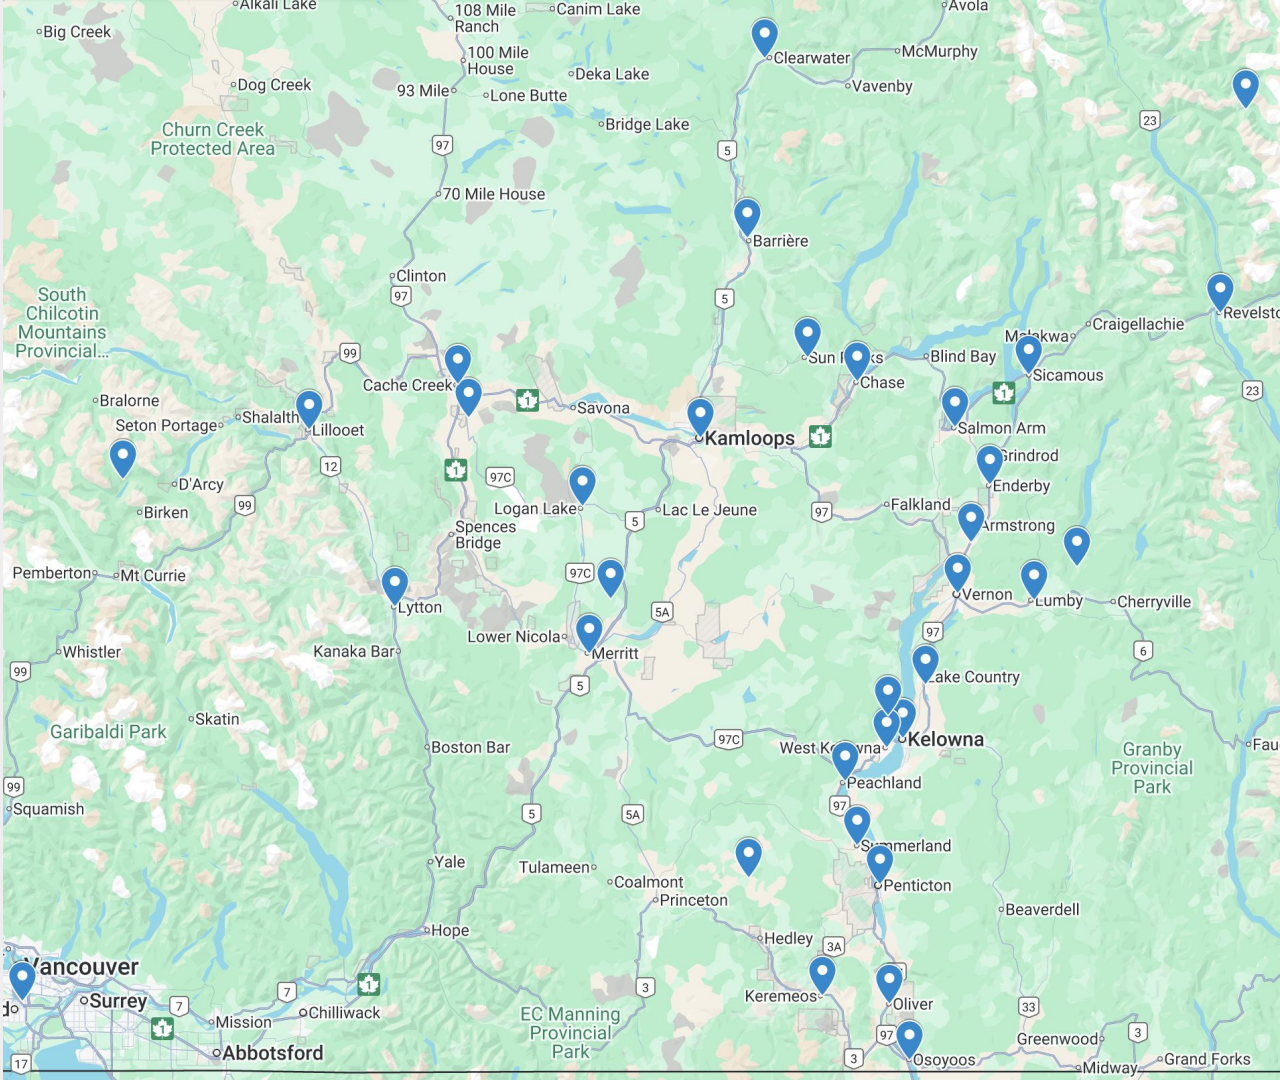 Alkali Lake
108 Mile
Ranch
Canim Lake
Avola
Big Creek
100 Mile
House
Clearwater
McMurphy
Deka Lake
Dog Creek
93 Mile
Lone Butte
Vavenby
23
Churn Creek
Protected Area
Bridge Lake
97
5
70 Mile House
Barrière
Clinton
97
5
South
Chilcotin
Mountains
Provincial...
Craigellachie
99
Blind Bay
Cache Creek
Chase
Sicamous
23
Bralorne
1
Savona
1
Shalalth
Seton Portage
Lillooet
Kamloops
1
Salmon Arm
12
1
97C
Grindrod
D'Arcy
Enderby
99
Logan Lake
Lac Le Jeune
Falkland
Birken
5
97
Spences
Bridge
Armstrong
Pemberton
Mt Currie
97C
Vernon
Lumby
Cherryville
Lytton
5A
97
Lower Nicola
Whistler
Kanaka Bar
Merritt
6
99
5
Lake Country
Skatin
Garibaldi Park
Boston Bar
97C
Kelowna
Granby
Provincial
Park
99
Peachland
Squamish
97
5
5A
Summerland
Yale
Tulameen
Coalmont
Penticton
Princeton
Beaverdell
Hope
Hedley
3A
Vancouver
1
7
7
3
Surrey
Keremeos
Oliver
33
Mission
Chilliwack
EC Manning
Provincial
Park
1
97
Greenwood
3
Abbotsford
17
3
Osoyoos
Midway
Grand Forks